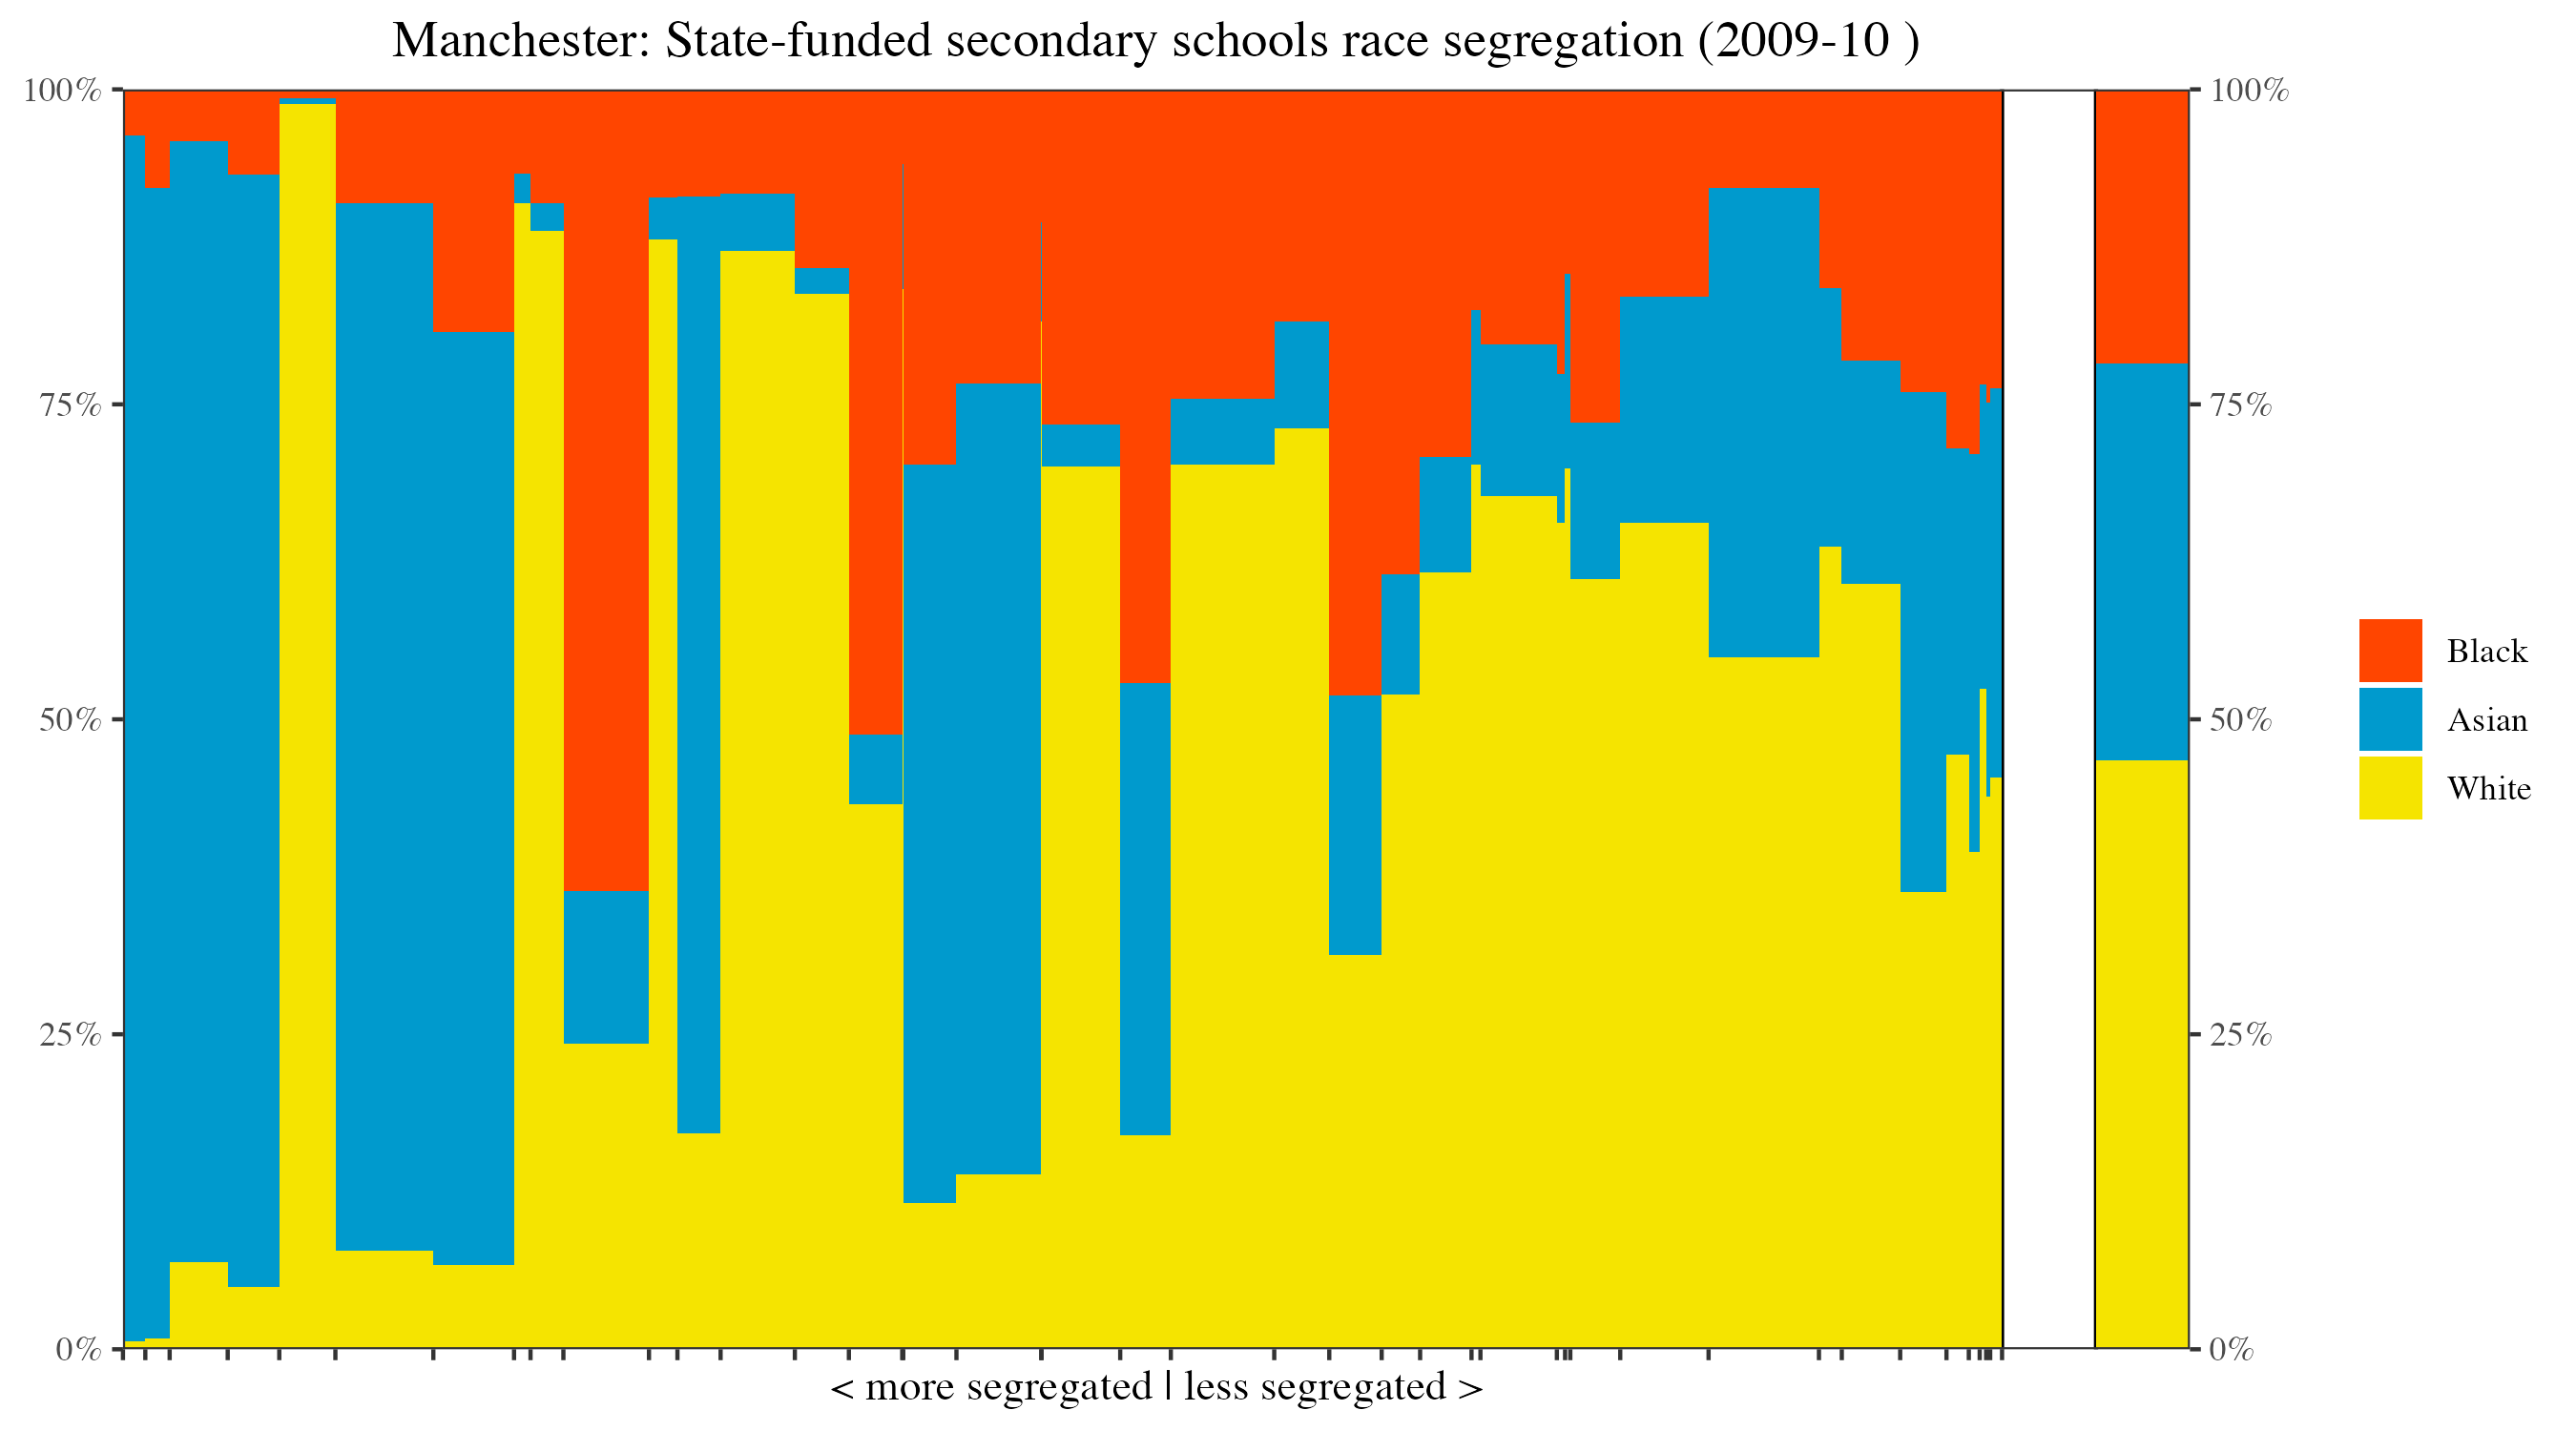 Manchester: State-funded secondary schools race segregation (2009-10 )
100%
75%
50%
25%
0%
100%
75%
50%
25%
0%
Black
Asian
White
< more segregated | less segregated >